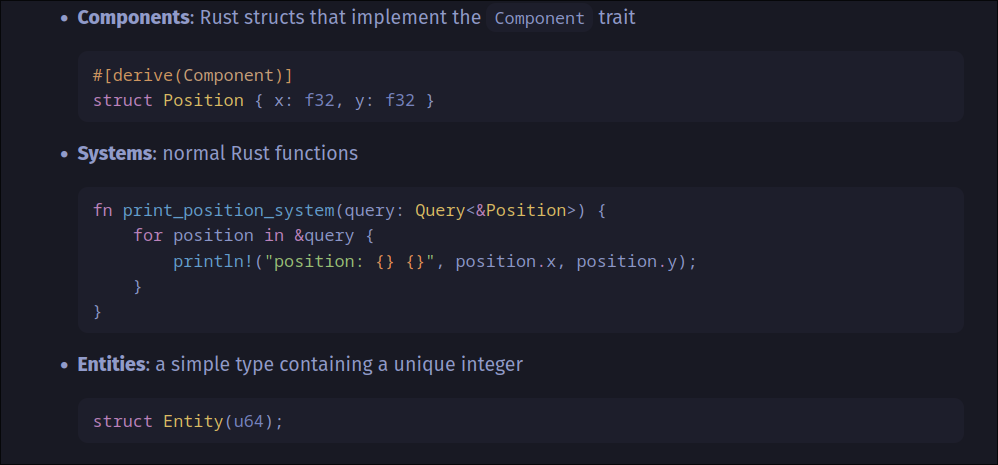 • Components: Rust structs that implement the Component trait
#[derive(Component)]
struct Position { x: f32, y: f32 }
• Systems: normal Rust functions
fn print_position_system(query: Query<&Position>) {
    for position in &query {
        println!("position: {} {}", position.x, position.y);
    }
}
• Entities: a simple type containing a unique integer
struct Entity(u64);